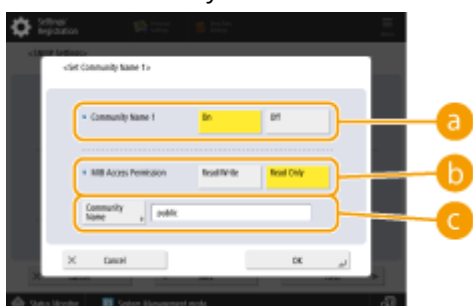 Settings/
Registration
<Set Community Name 1>
Community Name 1
On
Off
a
MIB Access Permission
Read/Write
Read Only
b
Community
Name
public
c
Cancel
OK
Status Monitor
System Management mode